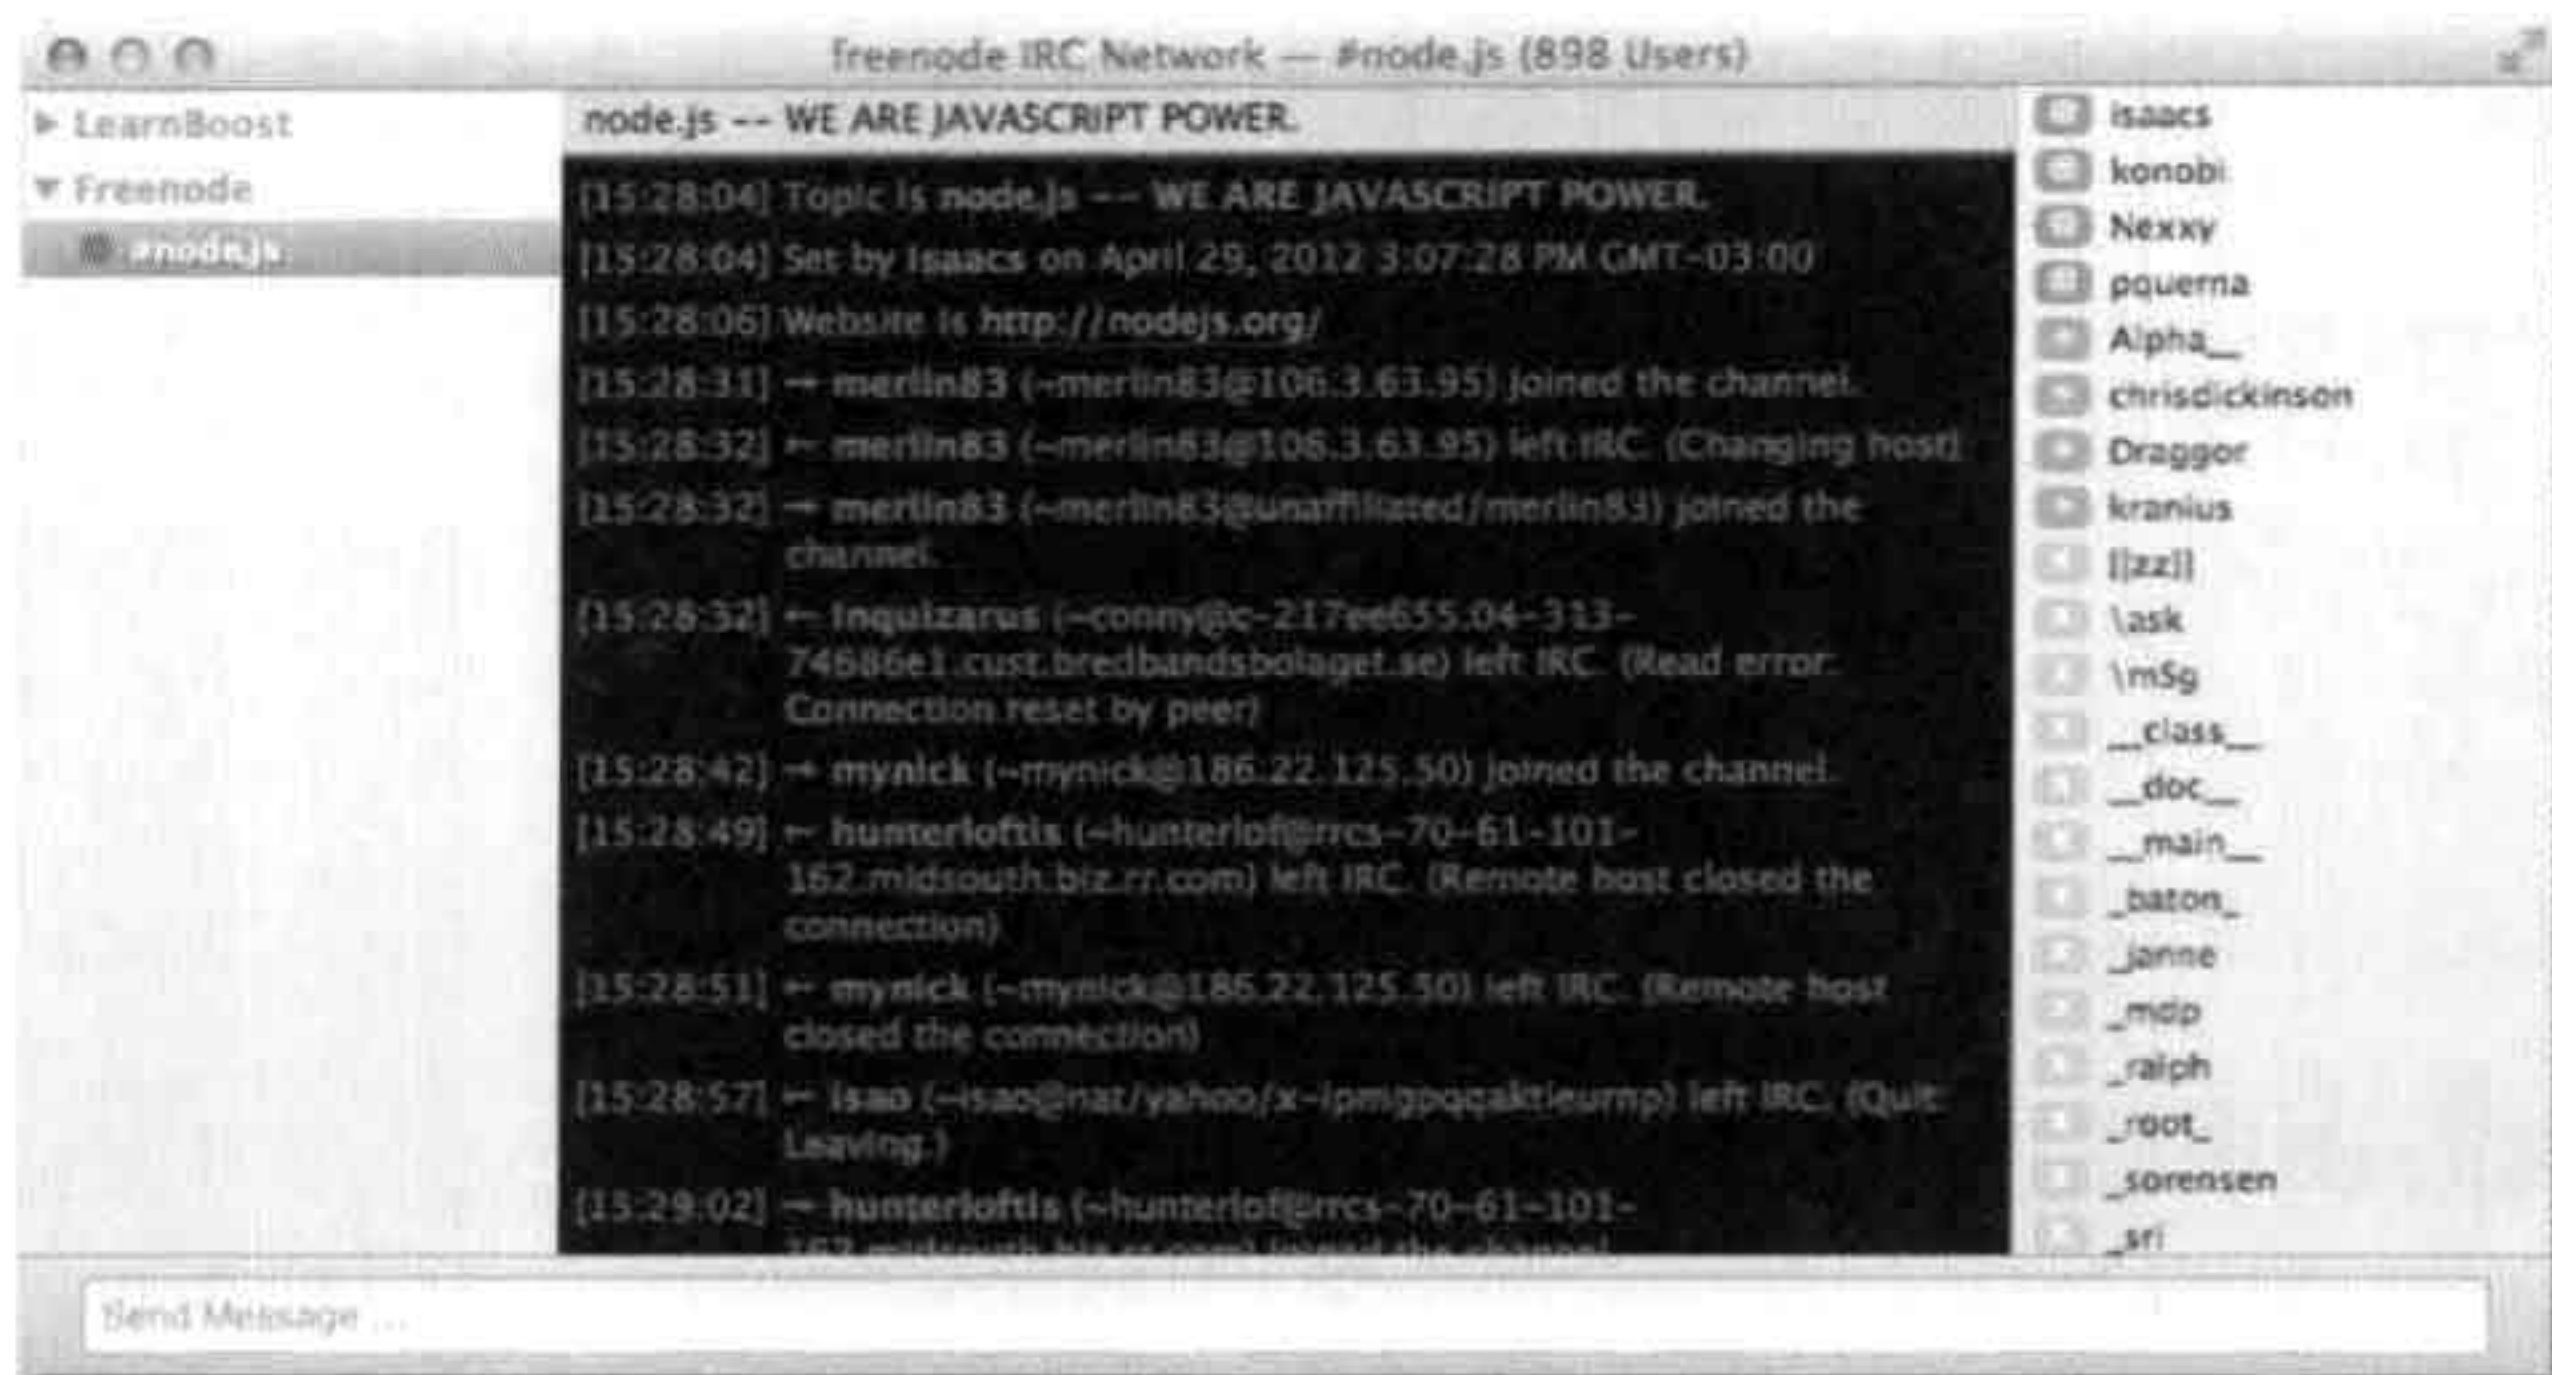 freenode IRC Network — #node.js (898 Users)
LearnBoost
Freenode
#node.js
node.js -- WE ARE JAVASCRIPT POWER.
[15:28:04] Topic is node.js -- WE ARE JAVASCRIPT POWER.
[15:28:04] Set by isaacs on April 29, 2012 3:07:28 PM GMT-03:00
[15:28:06] Website is http://nodejs.org/
[15:28:31] → merlin83 (~merlin83@106.3.63.95) joined the channel.
[15:28:32] ← merlin83 (~merlin83@106.3.63.95) left IRC. (Changing host)
[15:28:32] → merlin83 (~merlin83@unaffiliated/merlin83) joined the
channel.
[15:28:32] ← Inquizarus (~conny@c-217ee655.04-313-
74686e1.cust.bredbandsbolaget.se) left IRC. (Read error:
Connection reset by peer)
[15:28:42] → mynick (~mynick@186.22.125.50) joined the channel.
[15:28:49] ← hunterloftis (~hunterlof@rrcs-70-61-101-
162.midsouth.biz.rr.com) left IRC. (Remote host closed the
connection)
[15:28:51] ← mynick (~mynick@186.22.125.50) left IRC. (Remote host
closed the connection)
[15:28:57] ← isao left IRC. (Quit:
Leaving.)
[15:29:02] → hunterloftis (~hunterlof@rrcs-70-61-101-
162.midsouth.biz.rr.com) joined the channel.
isaacs
konobi
Nexxy
pquerna
Alpha__
chrisdickinson
Draggor
kranius
[[zz]]
\ask
\mSg
__class__
__doc__
__main__
_baton_
_janne
_mdp
_ralph
_root_
_sorensen
_sri
Send Message ...